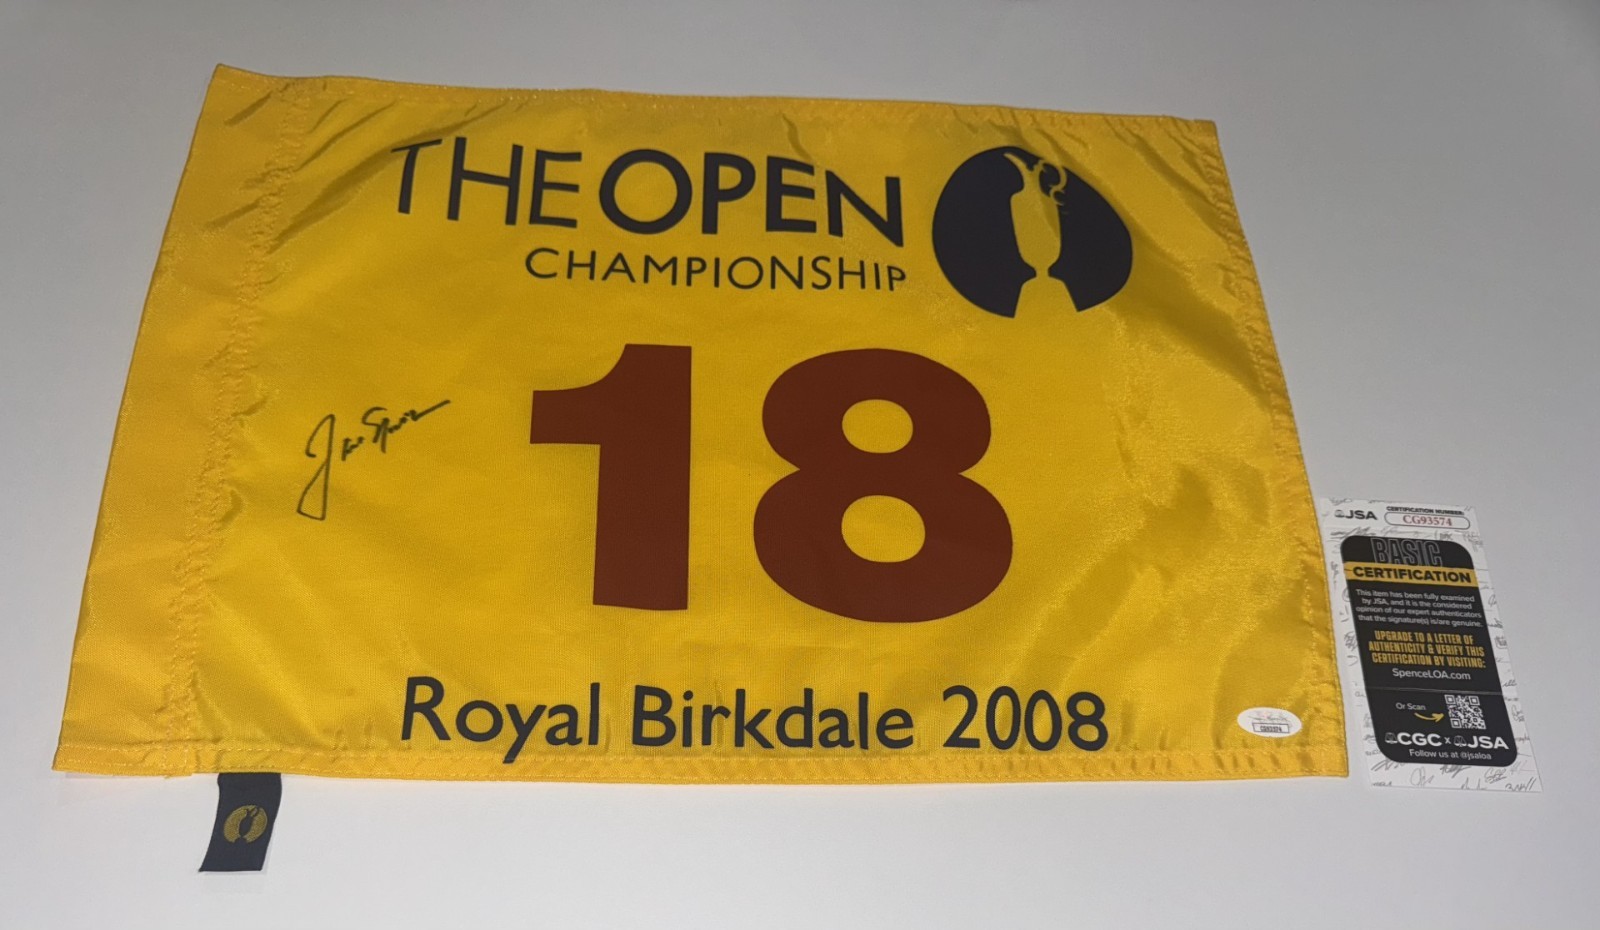 THE OPEN
CHAMPIONSHIP
18
Royal Birkdale 2008
JSA
CERTIFICATION NUMBER:
CG93574
BASIC
CERTIFICATION
This item has been fully examined
by JSA, and it is the considered
opinion of our expert authenticators
that the signature(s) is/are genuine.
UPGRADE TO A LETTER OF
AUTHENTICITY & VERIFY THIS
CERTIFICATION BY VISITING:
SpenceLOA.com
Or Scan
CGC x JSA
Follow us at @jsaloa